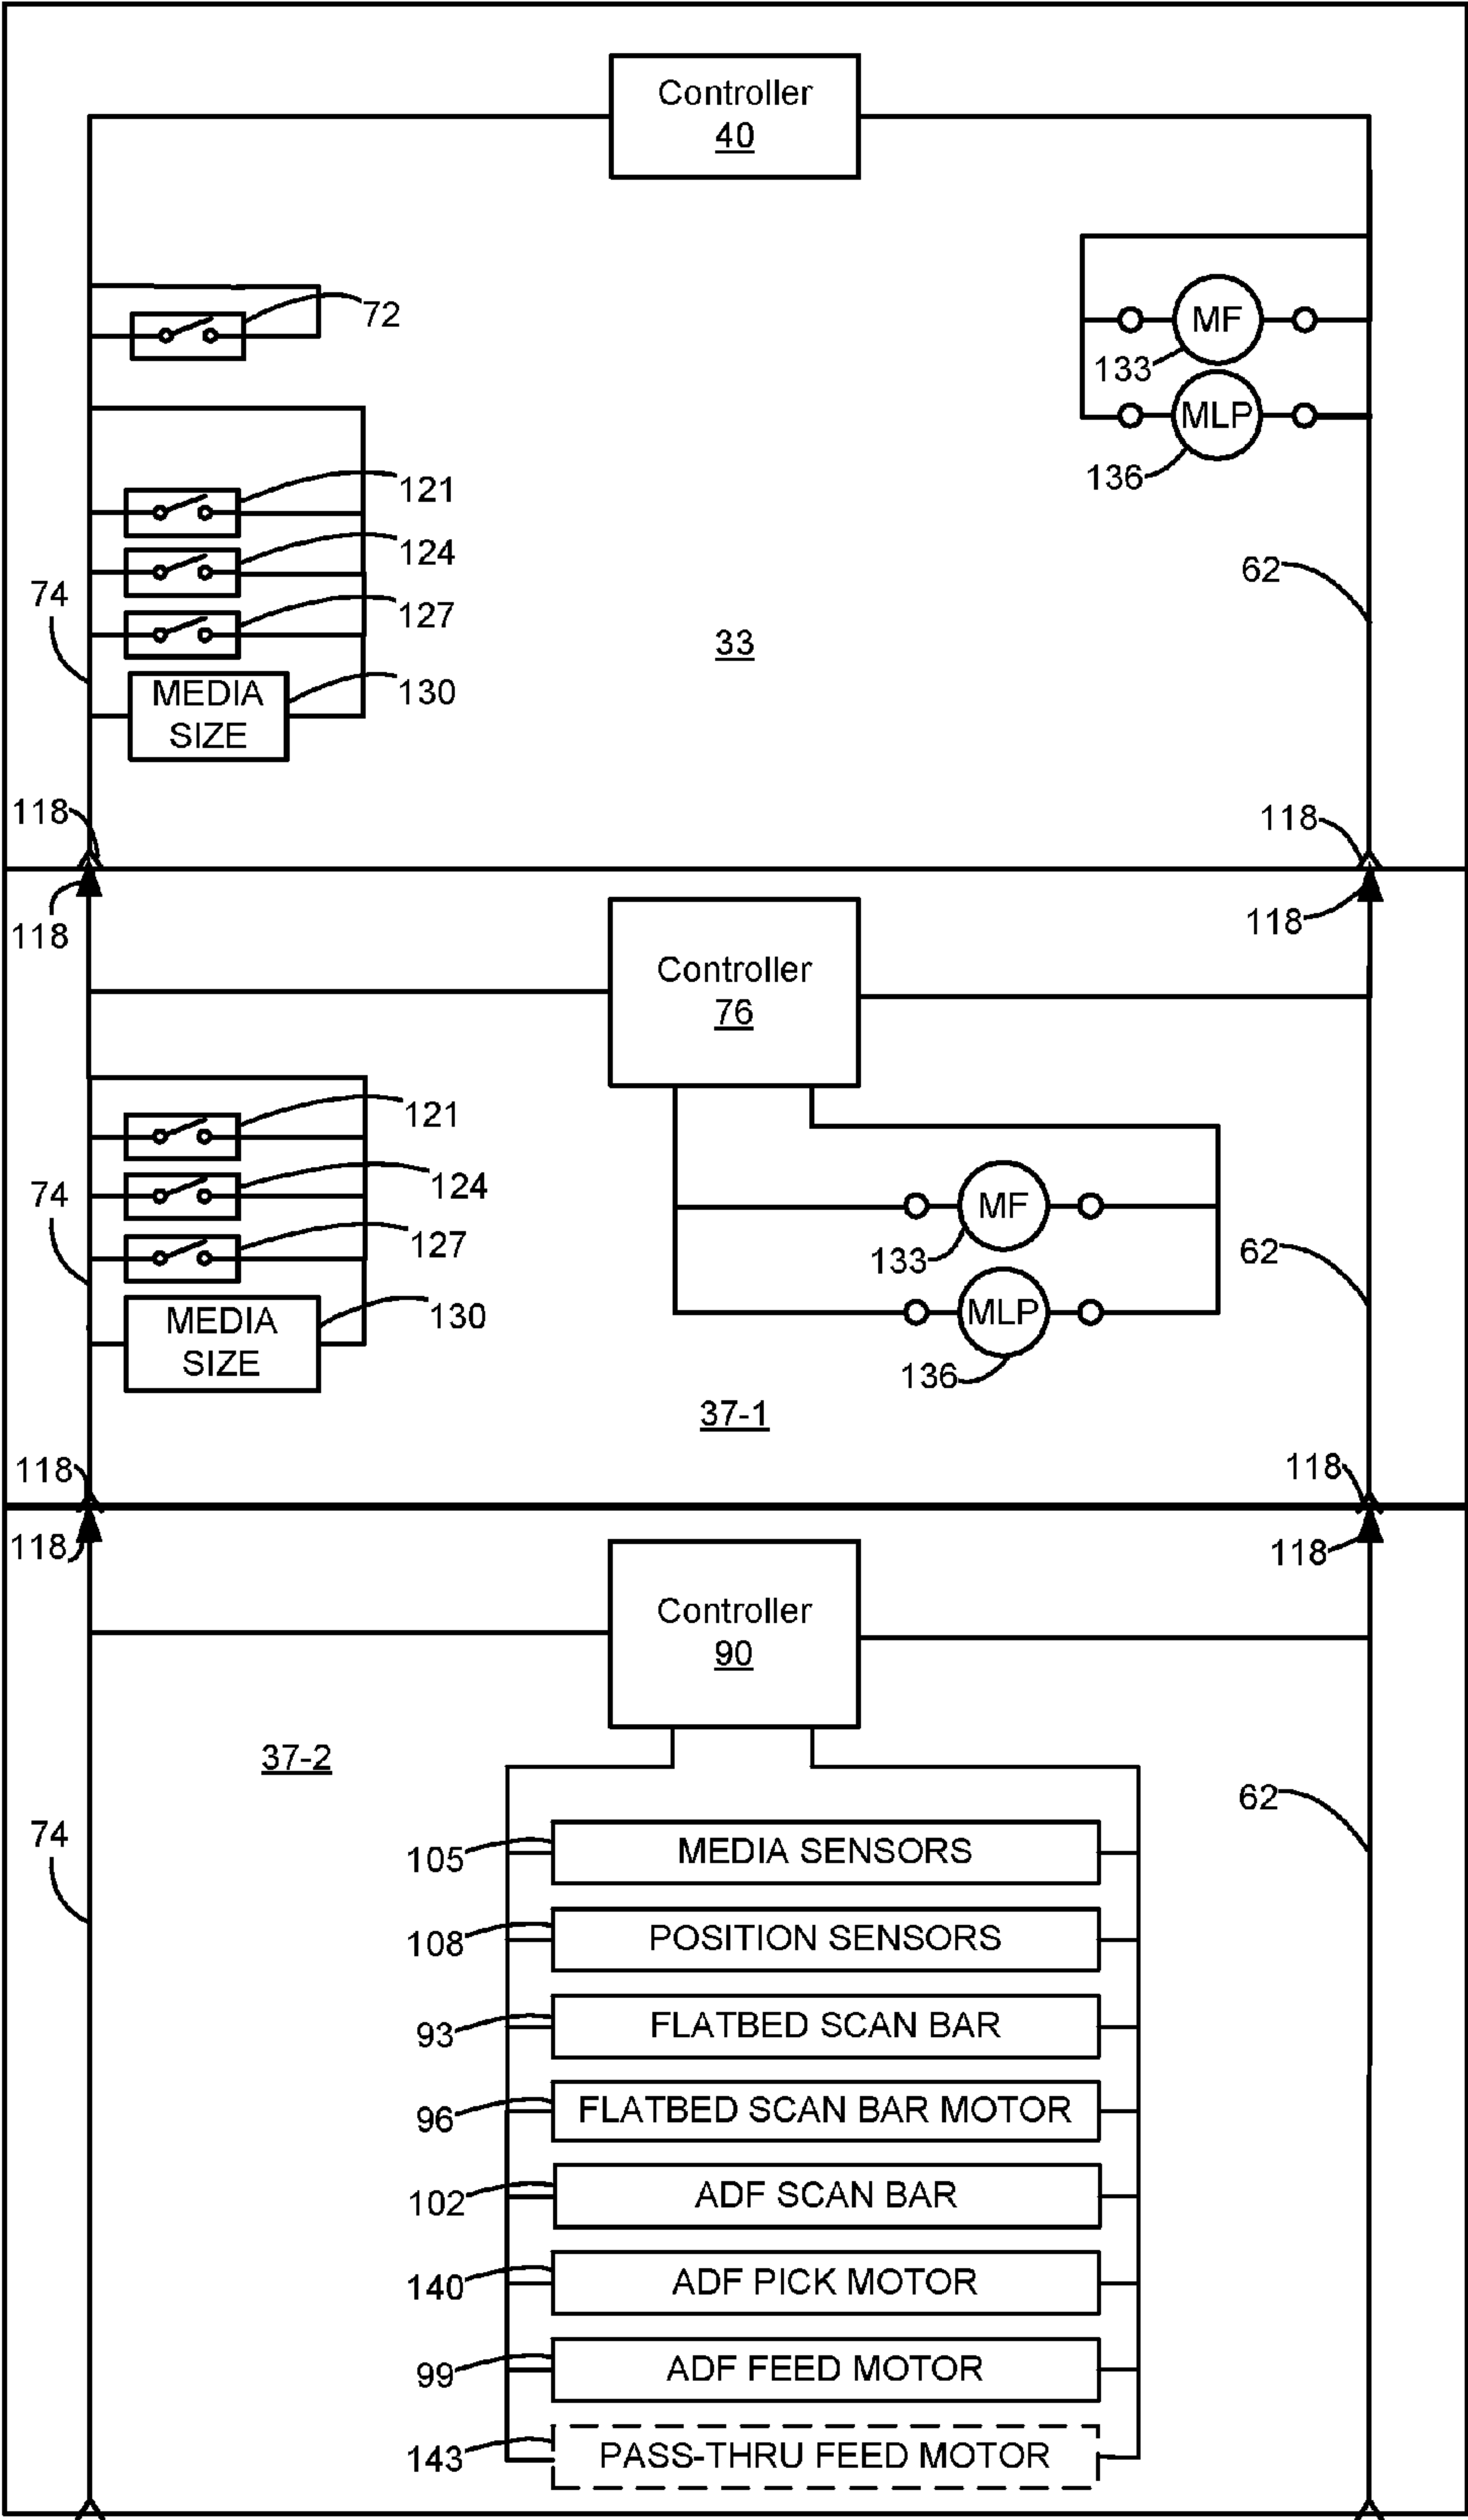 Controller
40
72
MF
133
MLP
136
121
124
127
74
62
33
MEDIA
SIZE
130
118
118
118
118
Controller
76
121
124
127
74
62
MEDIA
SIZE
130
MF
133
MLP
136
37-1
118
118
118
118
Controller
90
37-2
74
62
105
MEDIA SENSORS
108
POSITION SENSORS
93
FLATBED SCAN BAR
96
FLATBED SCAN BAR MOTOR
102
ADF SCAN BAR
140
ADF PICK MOTOR
99
ADF FEED MOTOR
143
PASS-THRU FEED MOTOR